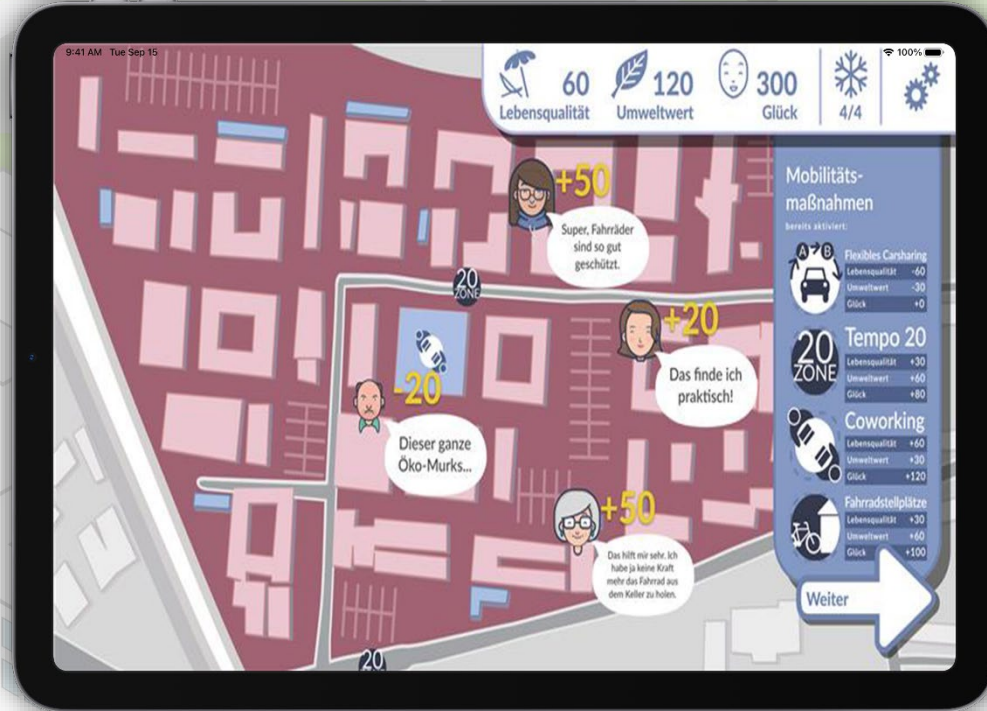 9:41 AM Tue Sep 15
100%
60
Lebensqualität
120
Umweltwert
300
Glück
4/4
Mobilitäts-
maßnahmen
bereits aktiviert:
A B
Flexibles Carsharing
Lebensqualität -60
Umweltwert -30
Glück +0
20
ZONE
Tempo 20
Lebensqualität +30
Umweltwert +60
Glück +80
Coworking
Lebensqualität +60
Umweltwert +30
Glück +120
Fahrradstellplätze
Lebensqualität +30
Umweltwert +60
Glück +100
Weiter
+50
Super, Fahrräder
sind so gut
geschützt.
20
ZONE
+20
Das finde ich
praktisch!
-20
Dieser ganze
Öko-Murks...
+50
Das hilft mir sehr. Ich
habe ja keine Kraft
mehr das Fahrrad aus
dem Keller zu holen.
20